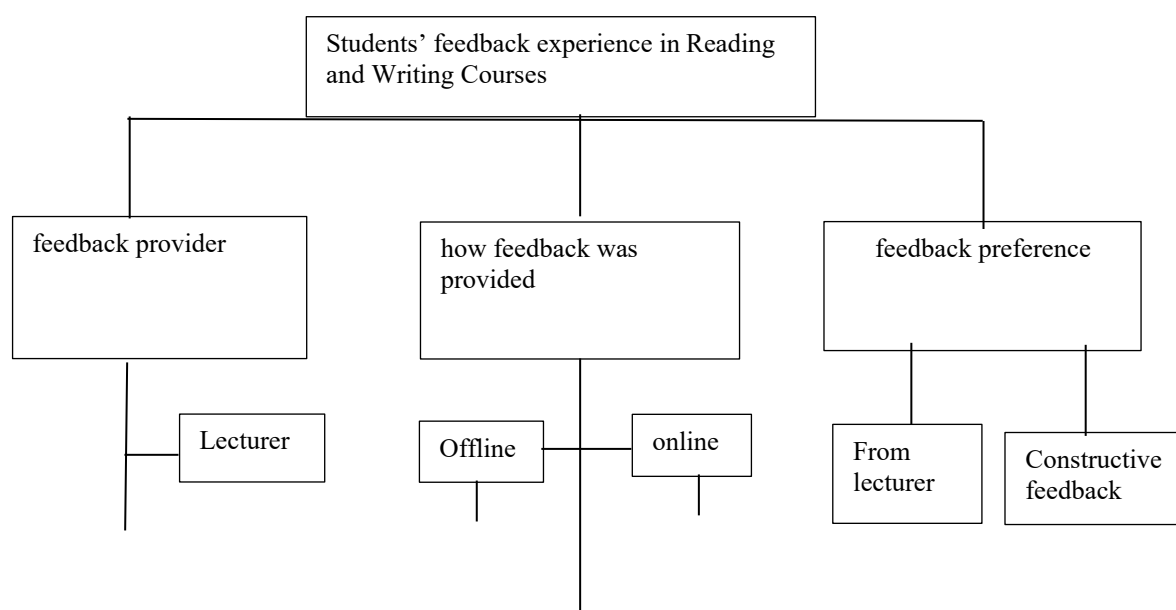 Students’ feedback experience in Reading
and Writing Courses
feedback provider
how feedback was
provided
feedback preference
Lecturer
Offline
online
From
lecturer
Constructive
feedback